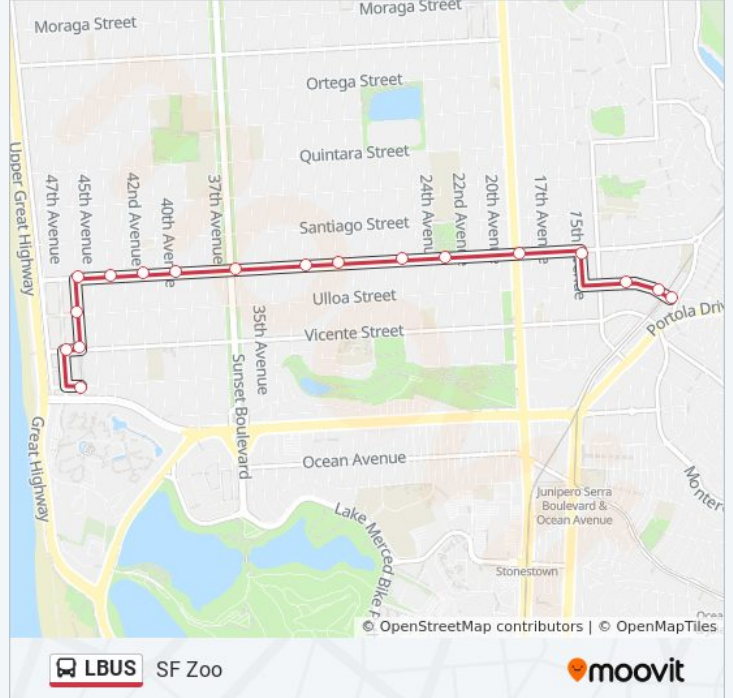 Moraga Street
Moraga Street
Ortega Street
Quintara Street
Upper Great Highway
47th Avenue
45th Avenue
42nd Avenue
40th Avenue
37th Avenue
24th Avenue
22nd Avenue
20th Avenue
17th Avenue
Santiago Street
Ulloa Street
35th Avenue
Vicente Street
Portola Driv
Sunset Boulevard
Great Highway
Ocean Avenue
Junipero Serra
Boulevard &
Ocean Avenue
Monter
Lake Merced Bike P
Stonestown
© OpenStreetMap contributors | © OpenMapTiles
LBUS SF Zoo
moovit